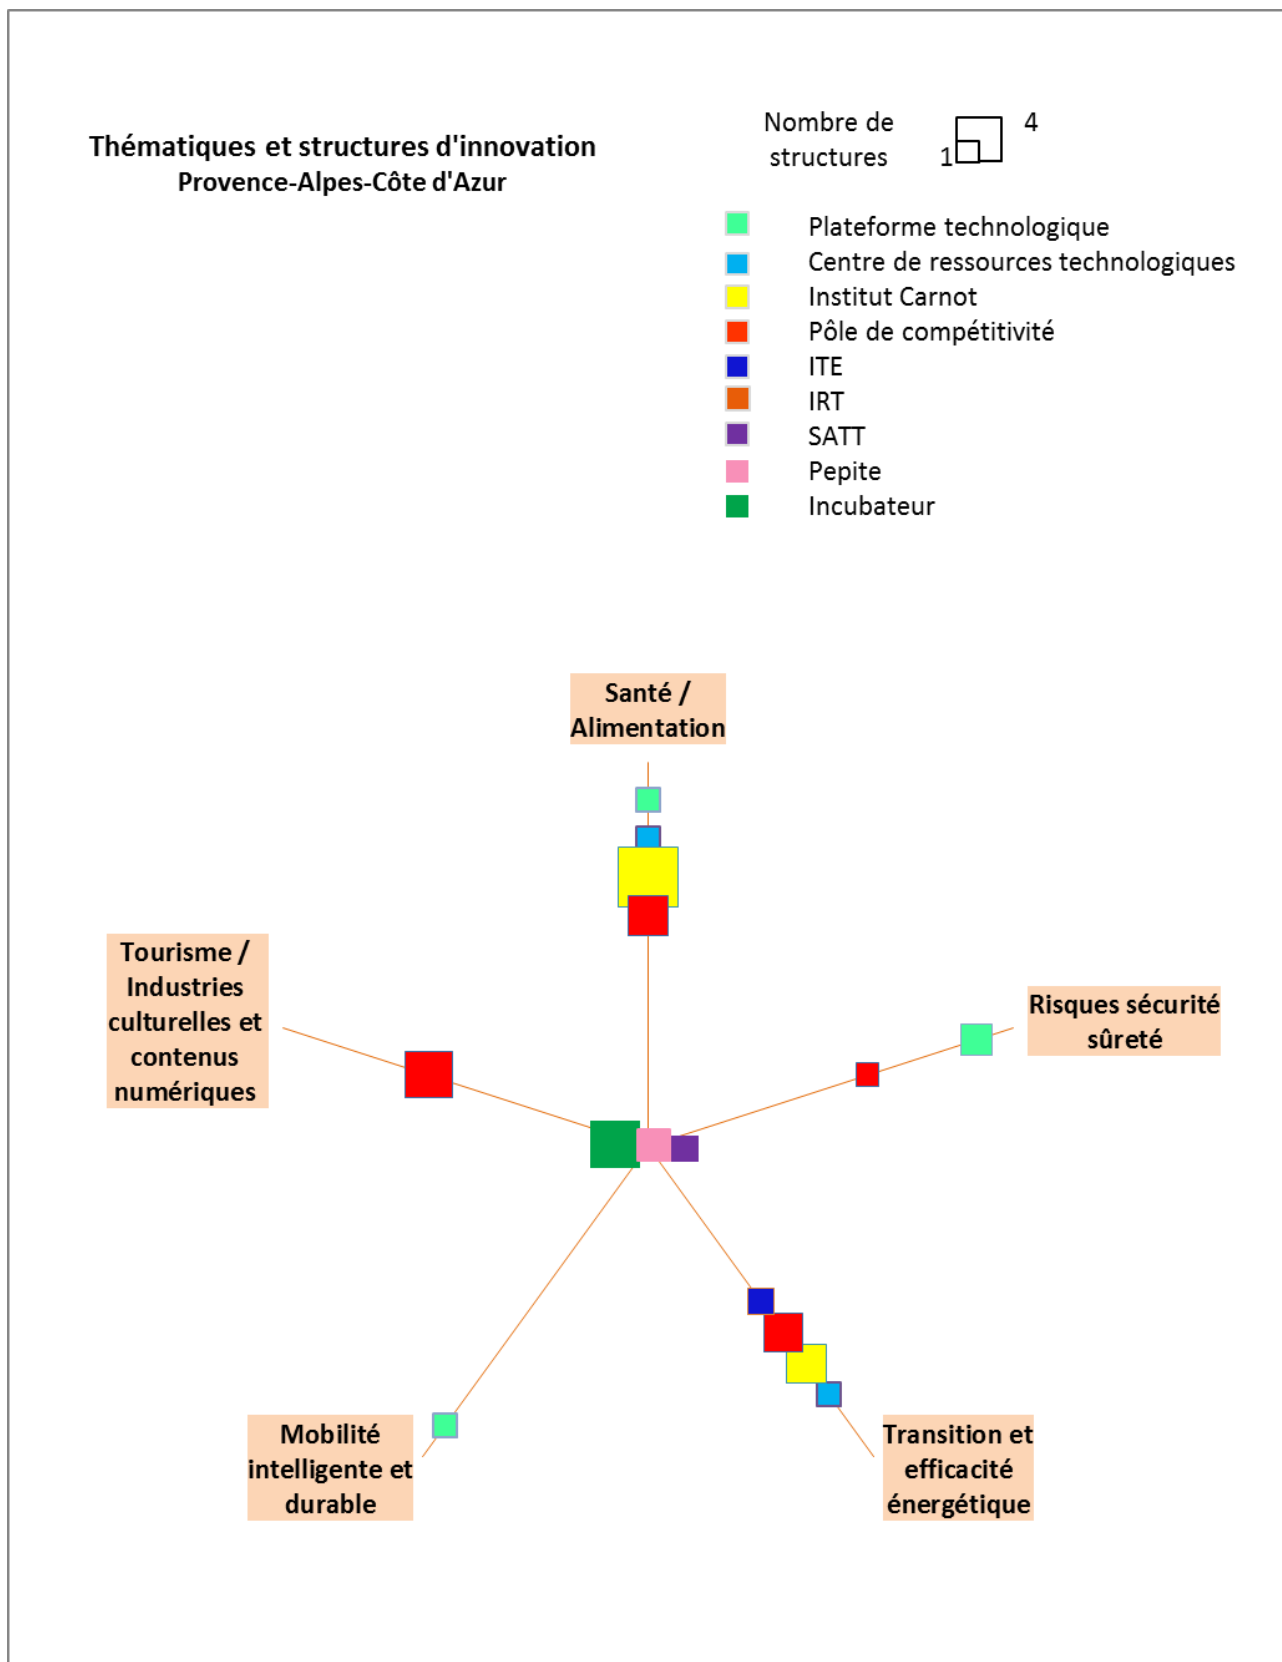 Thématiques et structures d'innovation
Provence-Alpes-Côte d'Azur
Nombre de
structures
4
1
Plateforme technologique
Centre de ressources technologiques
Institut Carnot
Pôle de compétitivité
ITE
IRT
SATT
Pepite
Incubateur
Santé /
Alimentation
Tourisme /
Industries
culturelles et
contenus
numériques
Risques sécurité
sûreté
Mobilité
intelligente et
durable
Transition et
efficacité
énergétique